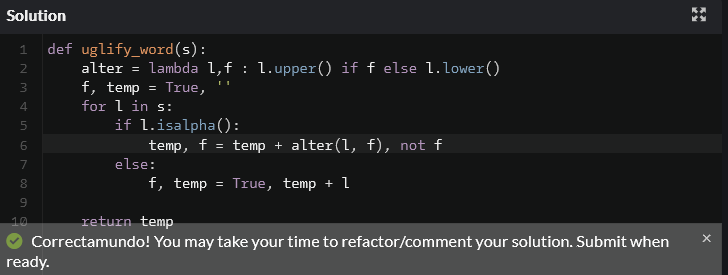 Solution
1 def uglify_word(s):
2     alter = lambda l,f : l.upper() if f else l.lower()
3     f, temp = True, ''
4     for l in s:
5         if l.isalpha():
6             temp, f = temp + alter(l, f), not f
7         else:
8             f, temp = True, temp + l
9
10     return temp
Correctamundo! You may take your time to refactor/comment your solution. Submit when
ready.